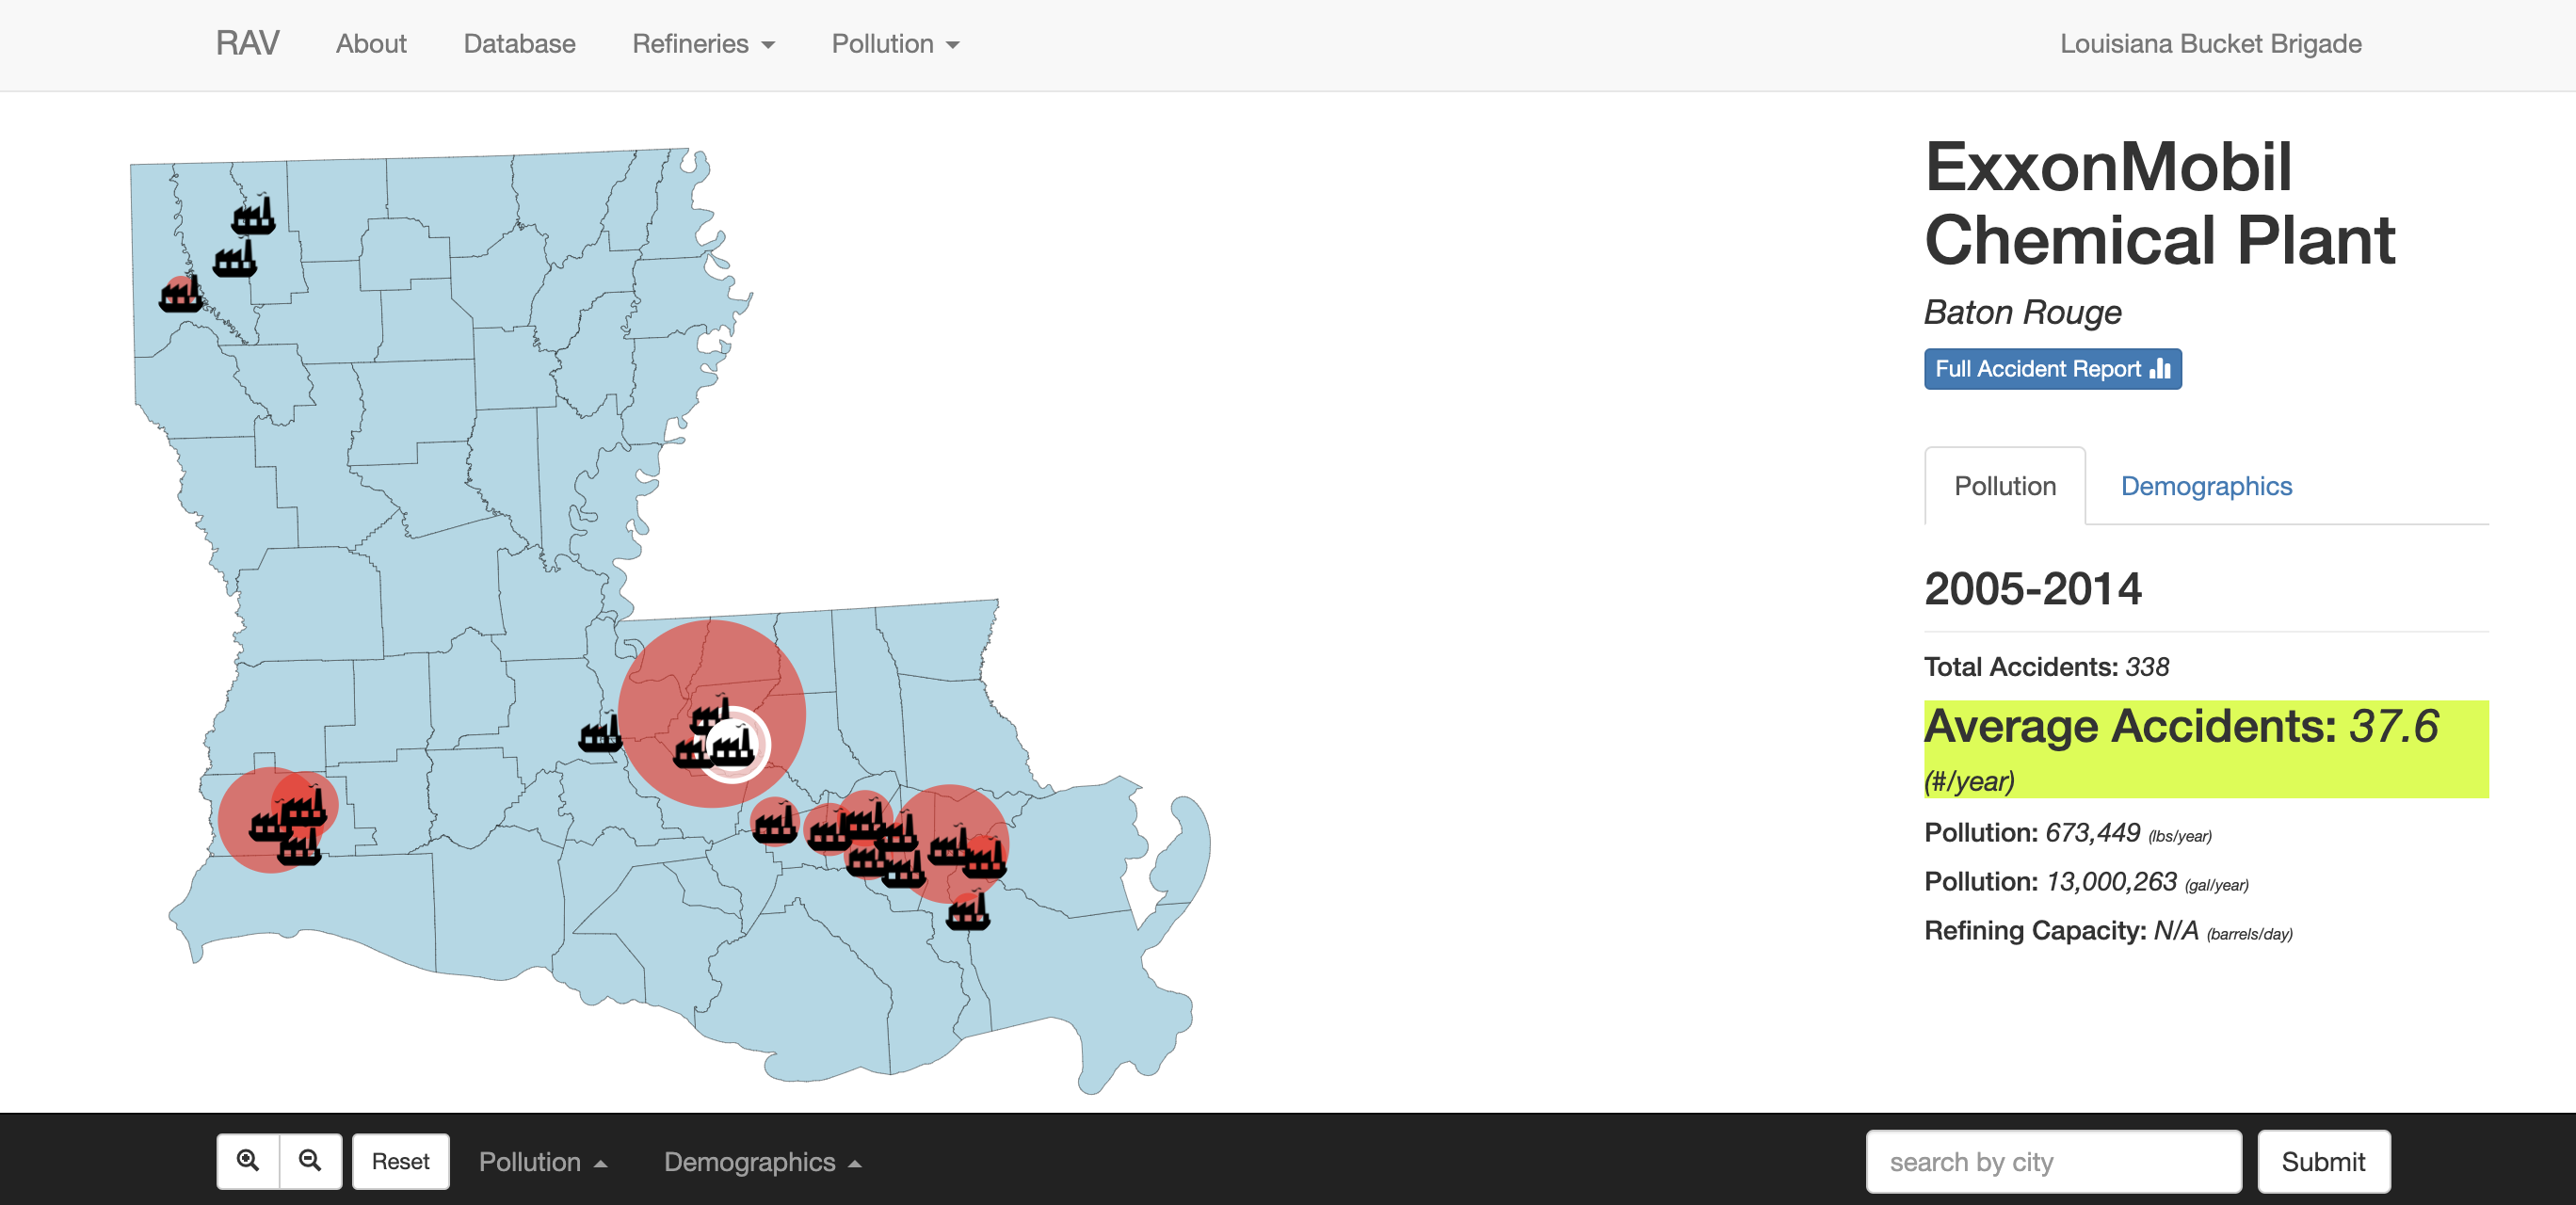 RAV About Database Refineries Pollution Louisiana Bucket Brigade
ExxonMobil
Chemical Plant
Baton Rouge
Full Accident Report
Pollution Demographics
2005-2014
Total Accidents: 338
Average Accidents: 37.6
(#/year)
Pollution: 673,449 (lbs/year)
Pollution: 13,000,263 (gal/year)
Refining Capacity: N/A (barrels/day)
Reset Pollution Demographics search by city Submit